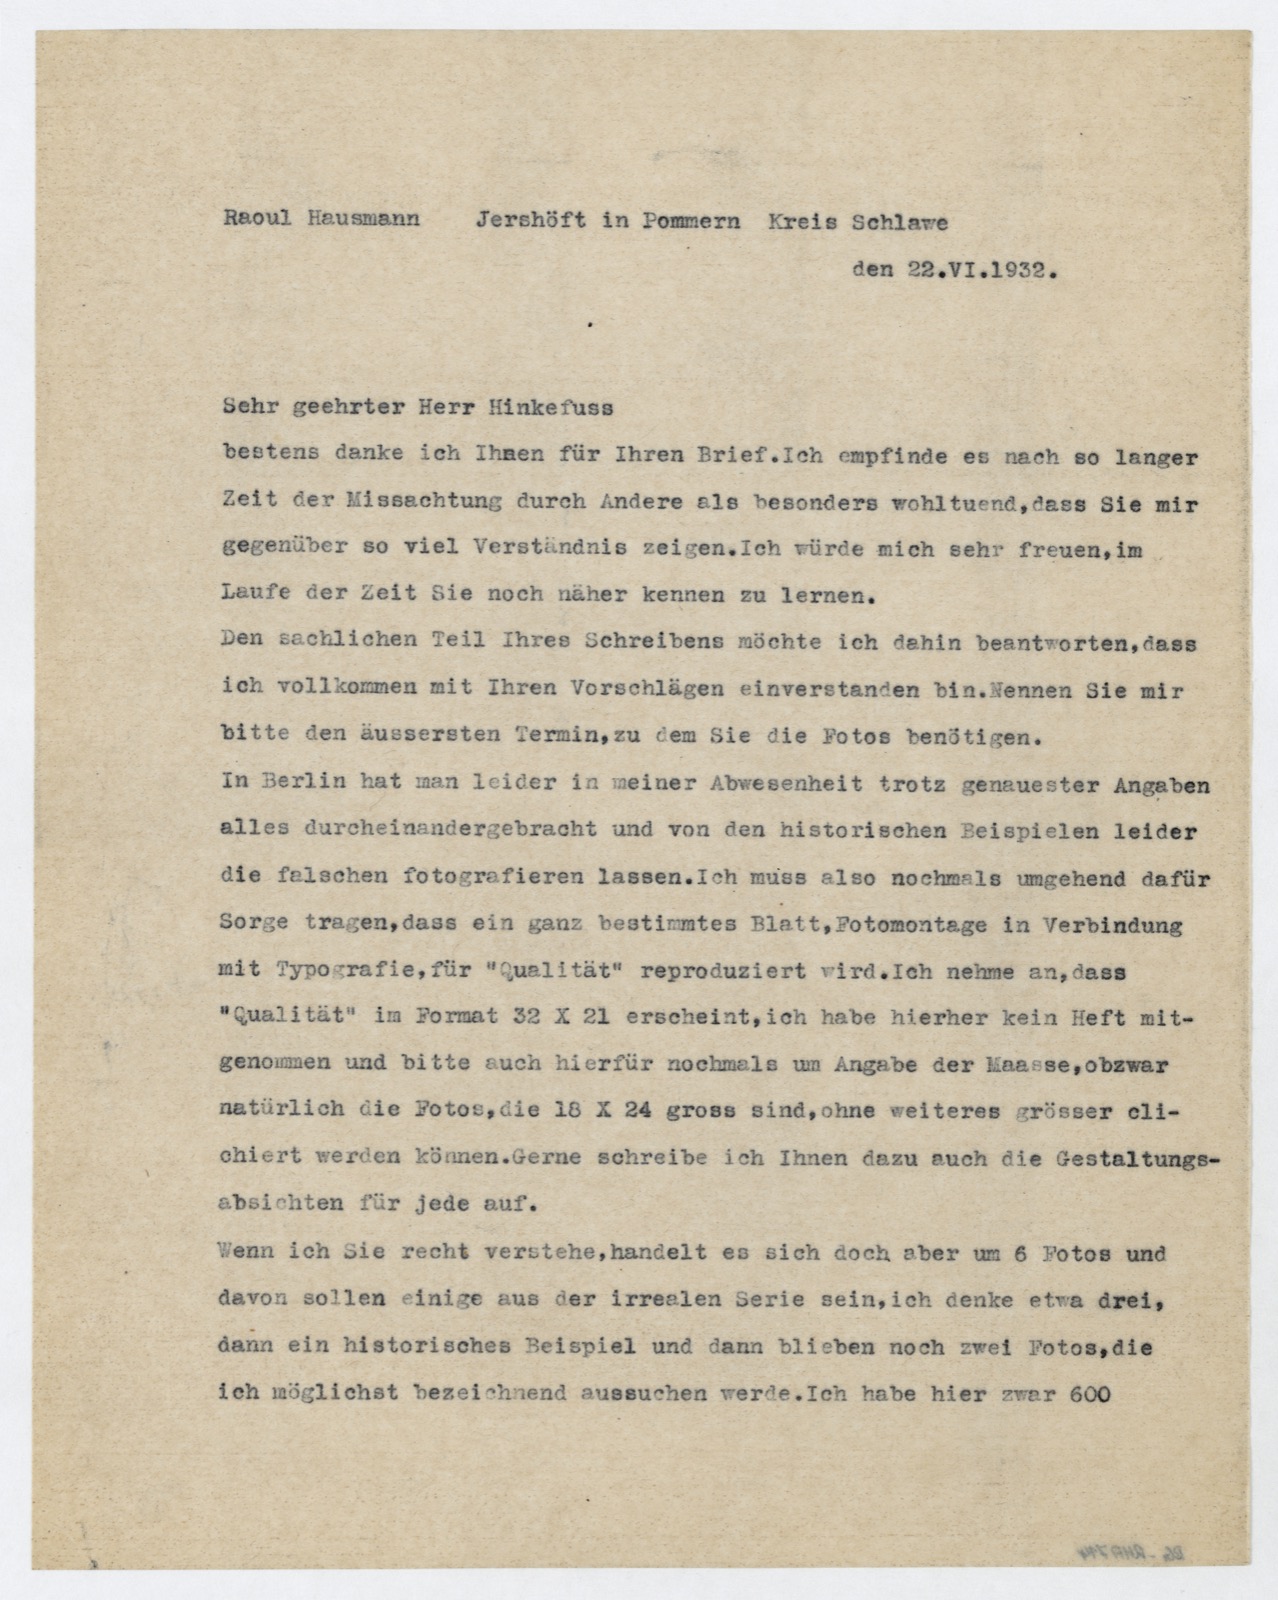 Raoul Hausmann    Jershöft in Pommern  Kreis Schlawe
den 22.VI.1932.
Sehr geehrter Herr Hinkefuss
bestens danke ich Ihnen für Ihren Brief.Ich empfinde es nach so langer
Zeit der Missachtung durch Andere als besonders wohltuend,dass Sie mir
gegenüber so viel Verständnis zeigen.Ich würde mich sehr freuen,im
Laufe der Zeit Sie noch näher kennen zu lernen.
Den sachlichen Teil Ihres Schreibens möchte ich dahin beantworten,dass
ich vollkommen mit Ihren Vorschlägen einverstanden bin.Nennen Sie mir
bitte den äussersten Termin,zu dem Sie die Fotos benötigen.
In Berlin hat man leider in meiner Abwesenheit trotz genauester Angaben
alles durcheinandergebracht und von den historischen Beispielen leider
die falschen fotografieren lassen.Ich muss also nochmals umgehend dafür
Sorge tragen,dass ein ganz bestimmtes Blatt,Fotomontage in Verbindung
mit Typografie,für "Qualität" reproduziert wird.Ich nehme an,dass
"Qualität" im Format 32 X 21 erscheint,ich habe hierher kein Heft mit-
genommen und bitte auch hierfür nochmals um Angabe der Maasse,obzwar
natürlich die Fotos,die 18 X 24 gross sind,ohne weiteres grösser cli-
chiert werden können.Gerne schreibe ich Ihnen dazu auch die Gestaltungs-
absichten für jede auf.
Wenn ich Sie recht verstehe,handelt es sich doch aber um 6 Fotos und
davon sollen einige aus der irrealen Serie sein,ich denke etwa drei,
dann ein historisches Beispiel und dann blieben noch zwei Fotos,die
ich möglichst bezeichnend aussuchen werde.Ich habe hier zwar 600